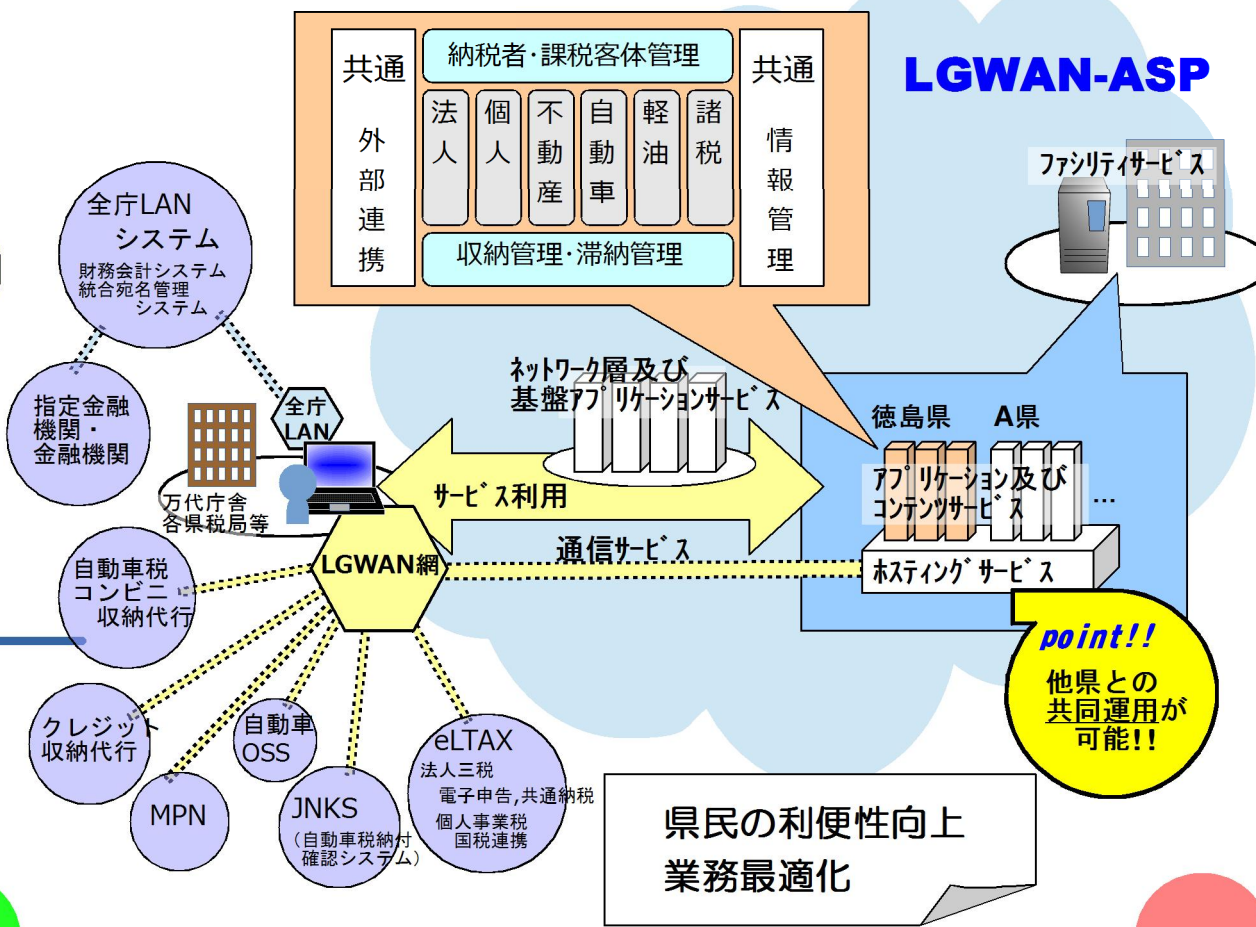 LGWAN-ASP
共通
外部連携
納税者・課税客体管理
法人
個人
不動産
自動車
軽油
諸税
収納管理・滞納管理
共通
情報管理
ファシリティサービス
全庁LAN
システム
財務会計システム
統合宛名管理
システム
指定金融
機関・
金融機関
全庁
LAN
万代庁舎
各県税局等
ネットワーク層及び
基盤アプリケーションサービス
サービス利用
通信サービス
徳島県
A県
アプリケーション及び
コンテンツサービス
…
ホスティングサービス
LGWAN網
自動車税
コンビニ
収納代行
クレジット
収納代行
MPN
自動車
OSS
JNKS
（自動車税納付
確認システム）
eLTAX
法人三税
電子申告,共通納税
個人事業税
国税連携
point!!
他県との
共同運用が
可能!!
県民の利便性向上
業務最適化